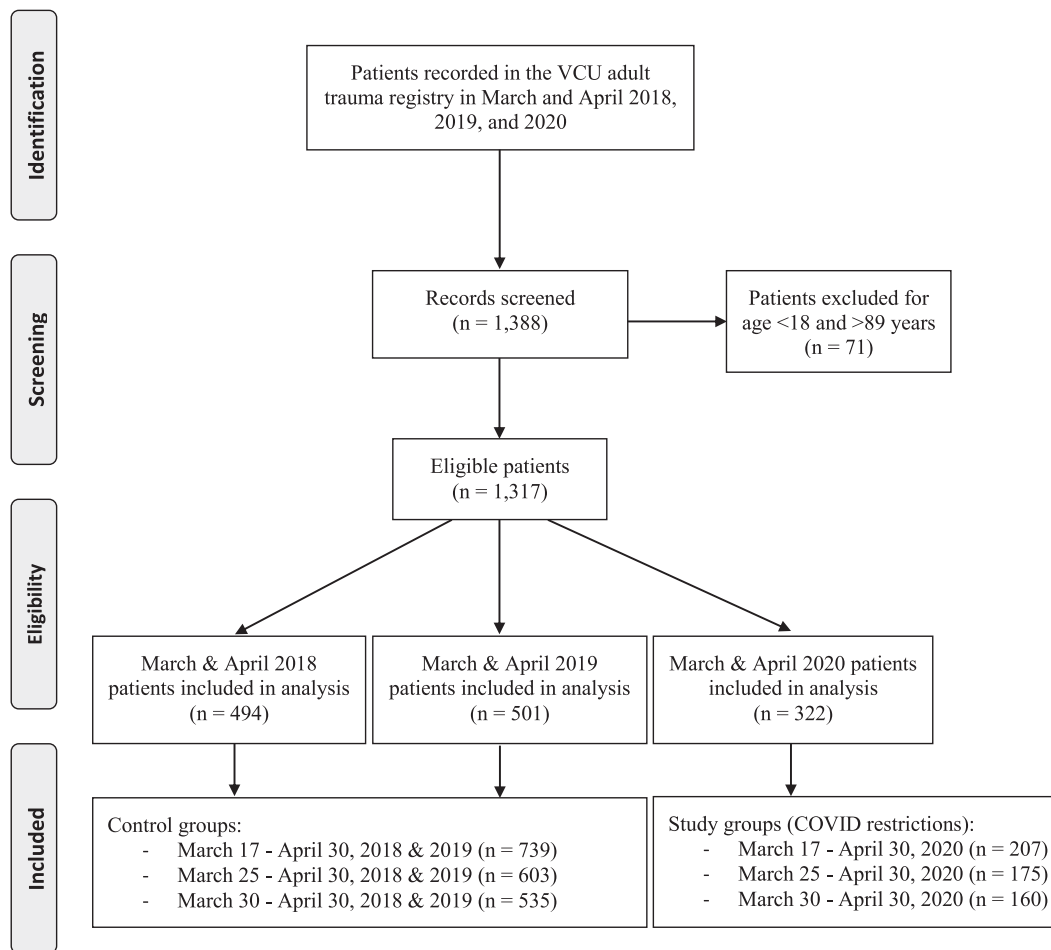 Identification
Patients recorded in the VCU adult
trauma registry in March and April 2018,
2019, and 2020
Screening
Records screened
(n = 1,388)
Patients excluded for
age <18 and >89 years
(n = 71)
Eligible patients
(n = 1,317)
Eligibility
March & April 2018
patients included in analysis
(n = 494)
March & April 2019
patients included in analysis
(n = 501)
March & April 2020 patients
included in analysis
(n = 322)
Included
Control groups:
- March 17 - April 30, 2018 & 2019 (n = 739)
- March 25 - April 30, 2018 & 2019 (n = 603)
- March 30 - April 30, 2018 & 2019 (n = 535)
Study groups (COVID restrictions):
- March 17 - April 30, 2020 (n = 207)
- March 25 - April 30, 2020 (n = 175)
- March 30 - April 30, 2020 (n = 160)